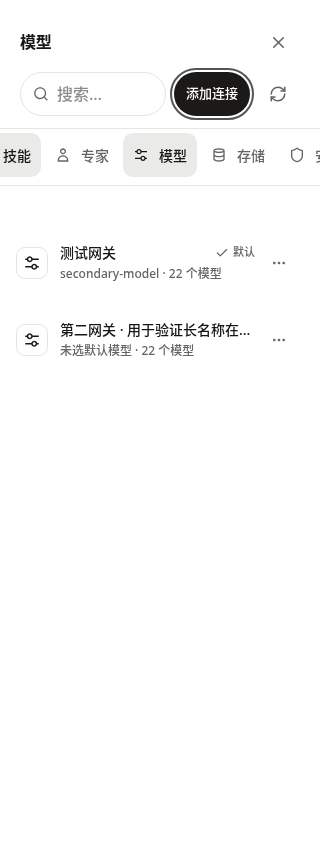 模型
搜索...
添加连接
技能
专家
模型
存储
测试网关
默认
secondary-model · 22 个模型
第二网关 · 用于验证长名称在...
未选默认模型 · 22 个模型